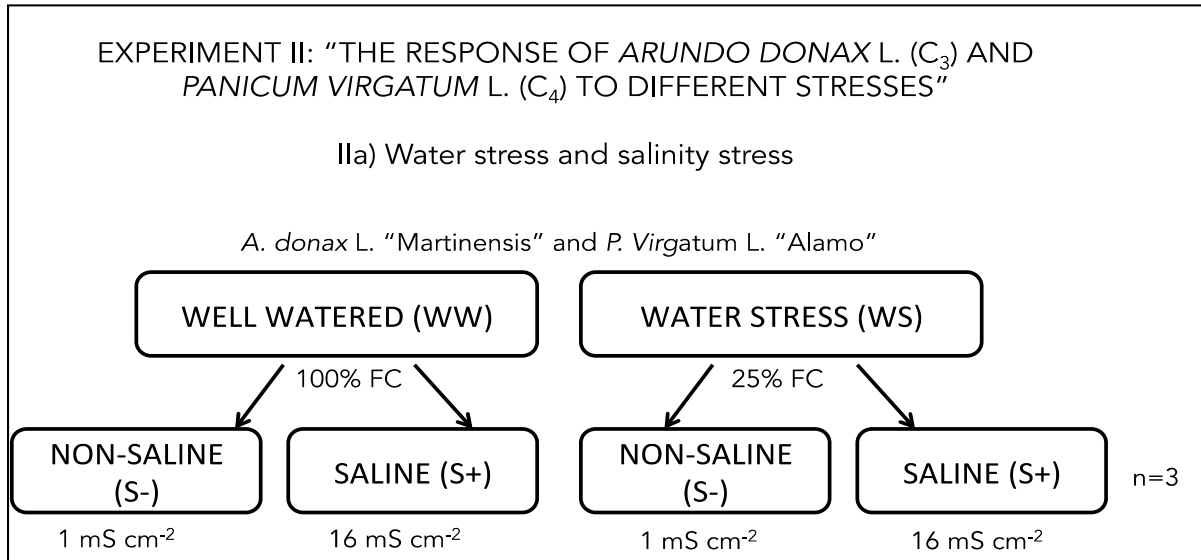 EXPERIMENT II: “THE RESPONSE OF ARUNDO DONAX L. (C₃) AND
PANICUM VIRGATUM L. (C₄) TO DIFFERENT STRESSES”
IIa) Water stress and salinity stress
A. donax L. “Martinensis” and P. Virgatum L. “Alamo”
WELL WATERED (WW)
WATER STRESS (WS)
100% FC
25% FC
NON-SALINE
(S-)
SALINE (S+)
NON-SALINE
(S-)
SALINE (S+)
n=3
1 mS cm⁻²
16 mS cm⁻²
1 mS cm⁻²
16 mS cm⁻²